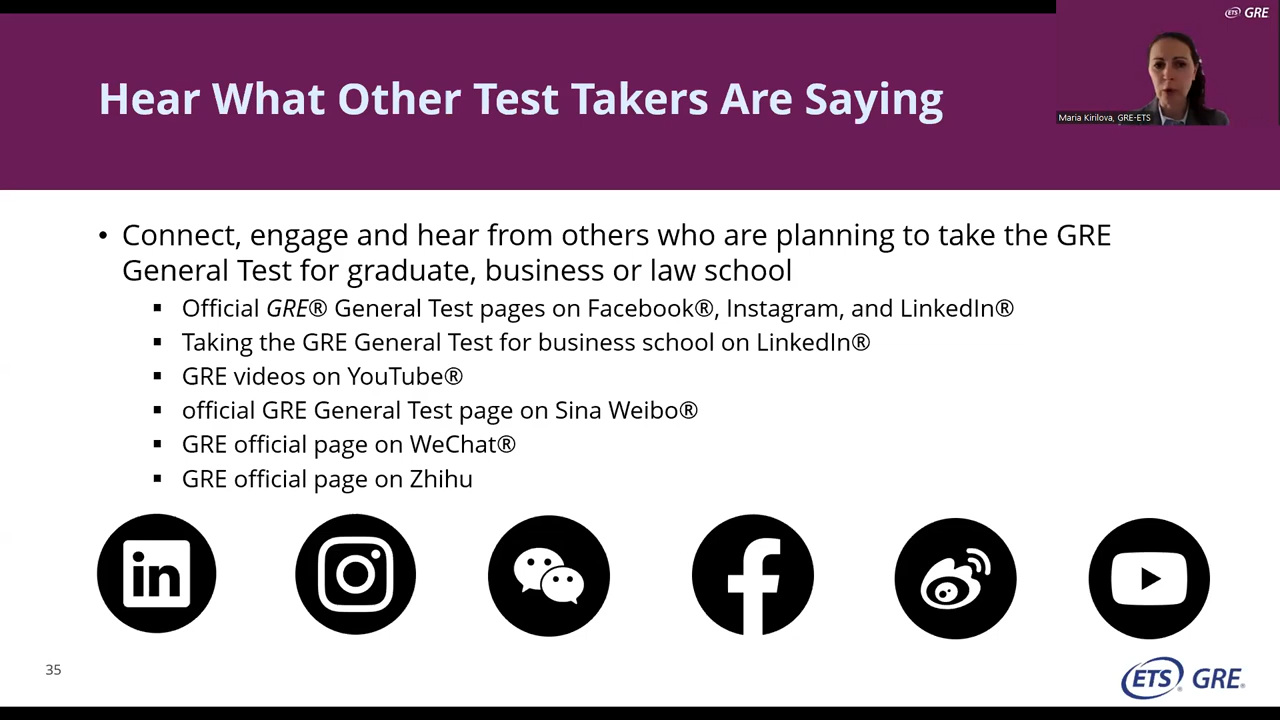 ETS GRE
Hear What Other Test Takers Are Saying
Maria Kirilova, GRE-ETS
• Connect, engage and hear from others who are planning to take the GRE
General Test for graduate, business or law school
▪ Official GRE® General Test pages on Facebook®, Instagram, and LinkedIn®
▪ Taking the GRE General Test for business school on LinkedIn®
▪ GRE videos on YouTube®
▪ official GRE General Test page on Sina Weibo®
▪ GRE official page on WeChat®
▪ GRE official page on Zhihu
in
35
ETS® GRE®